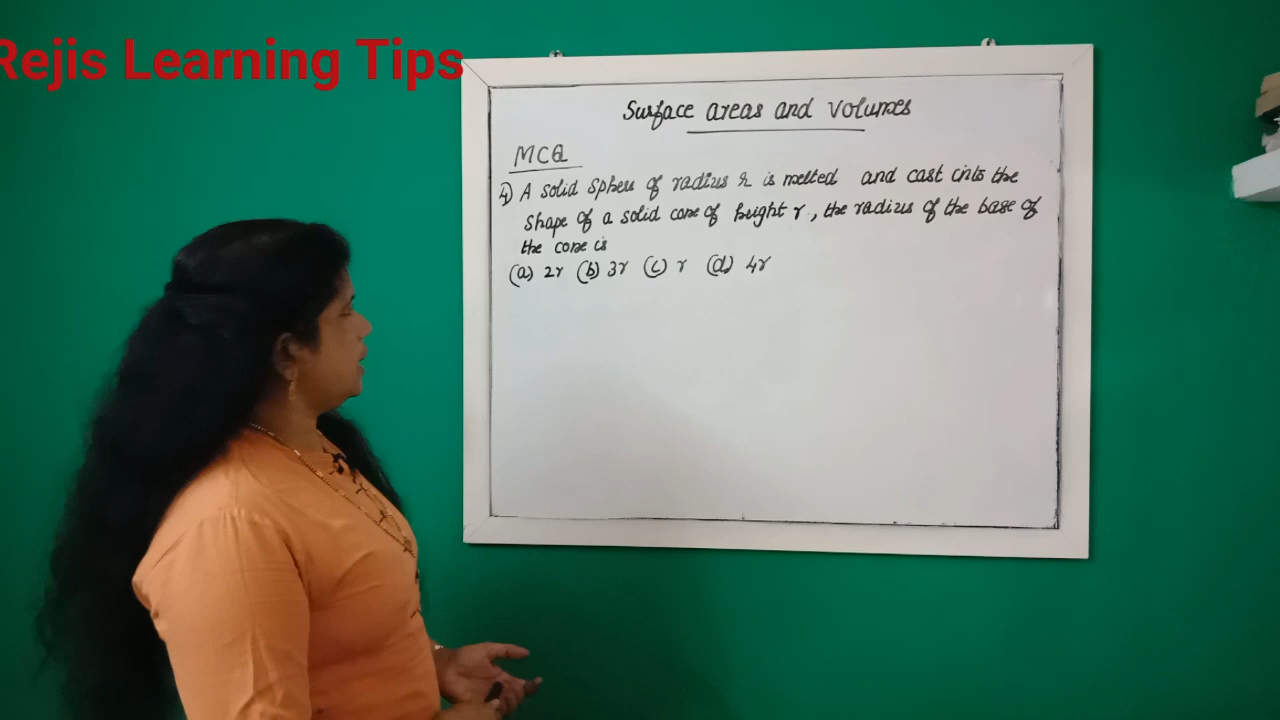 Rejis Learning Tips
Surface areas and volumes
MCQ
4) A solid sphere of radius r is melted and cast into the
shape of a solid cone of height r, the radius of the base of
the cone is
(a) 2r (b) 3r (c) r (d) 4r